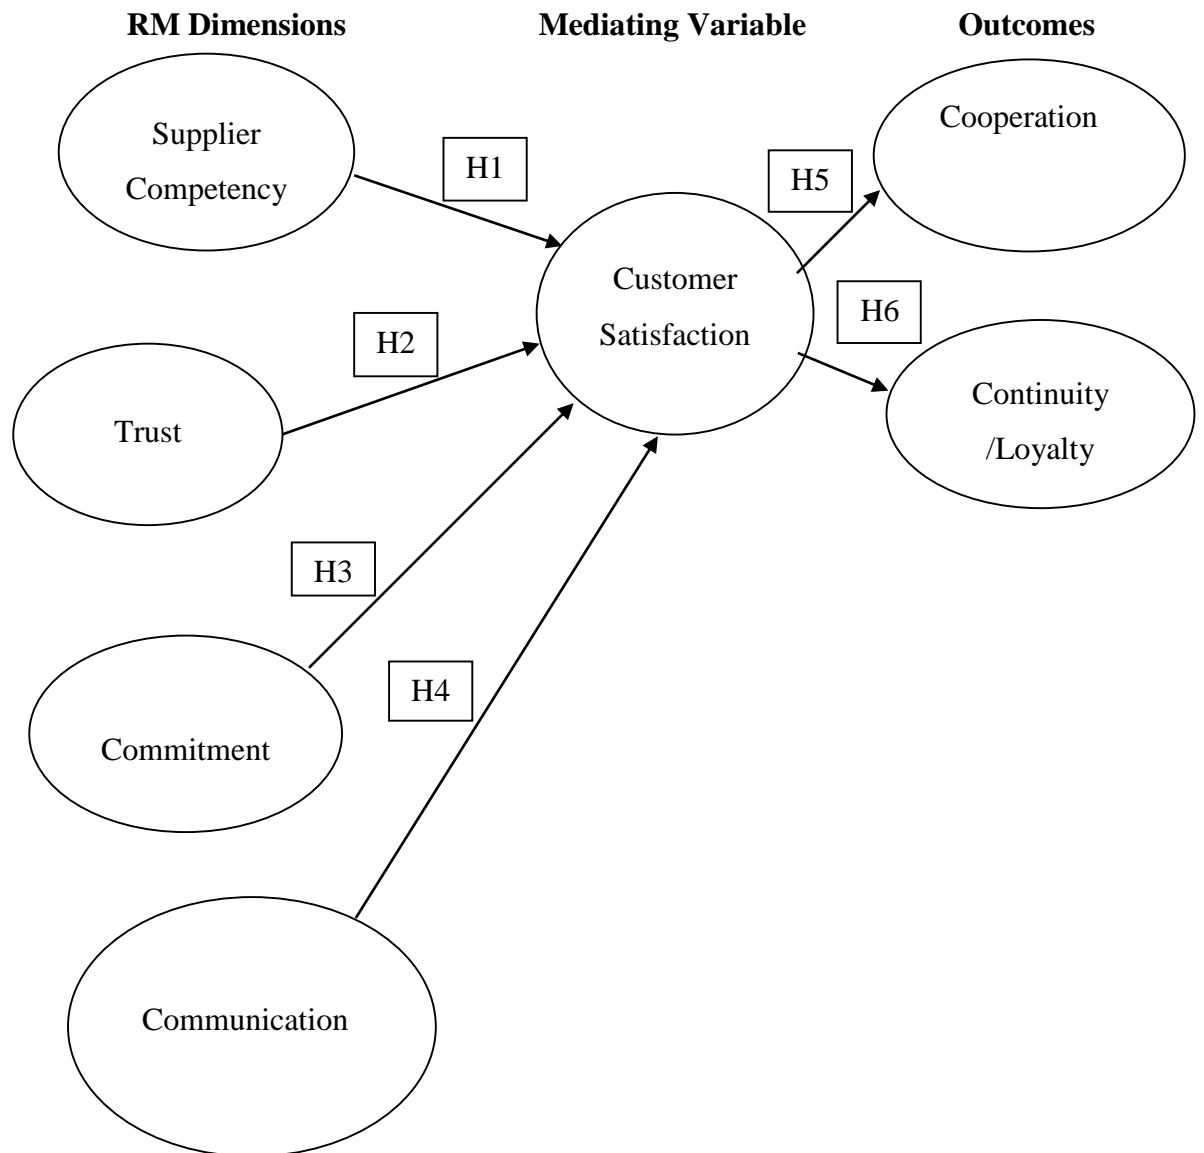 RM Dimensions
Mediating Variable
Outcomes
Supplier
Competency
H1
Customer
Satisfaction
H5
Cooperation
H6
Continuity
/Loyalty
H2
Trust
H3
Commitment
H4
Communication